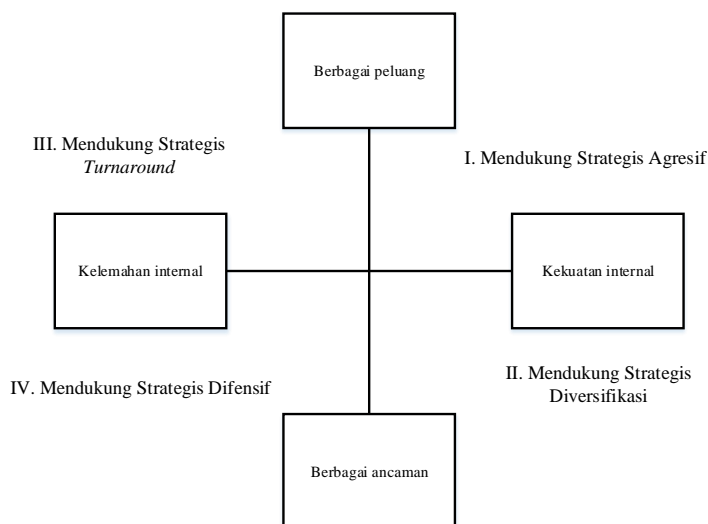 Berbagai peluang
III. Mendukung Strategis
Turnaround
I. Mendukung Strategis Agresif
Kelemahan internal
Kekuatan internal
IV. Mendukung Strategis Difensif
II. Mendukung Strategis
Diversifikasi
Berbagai ancaman